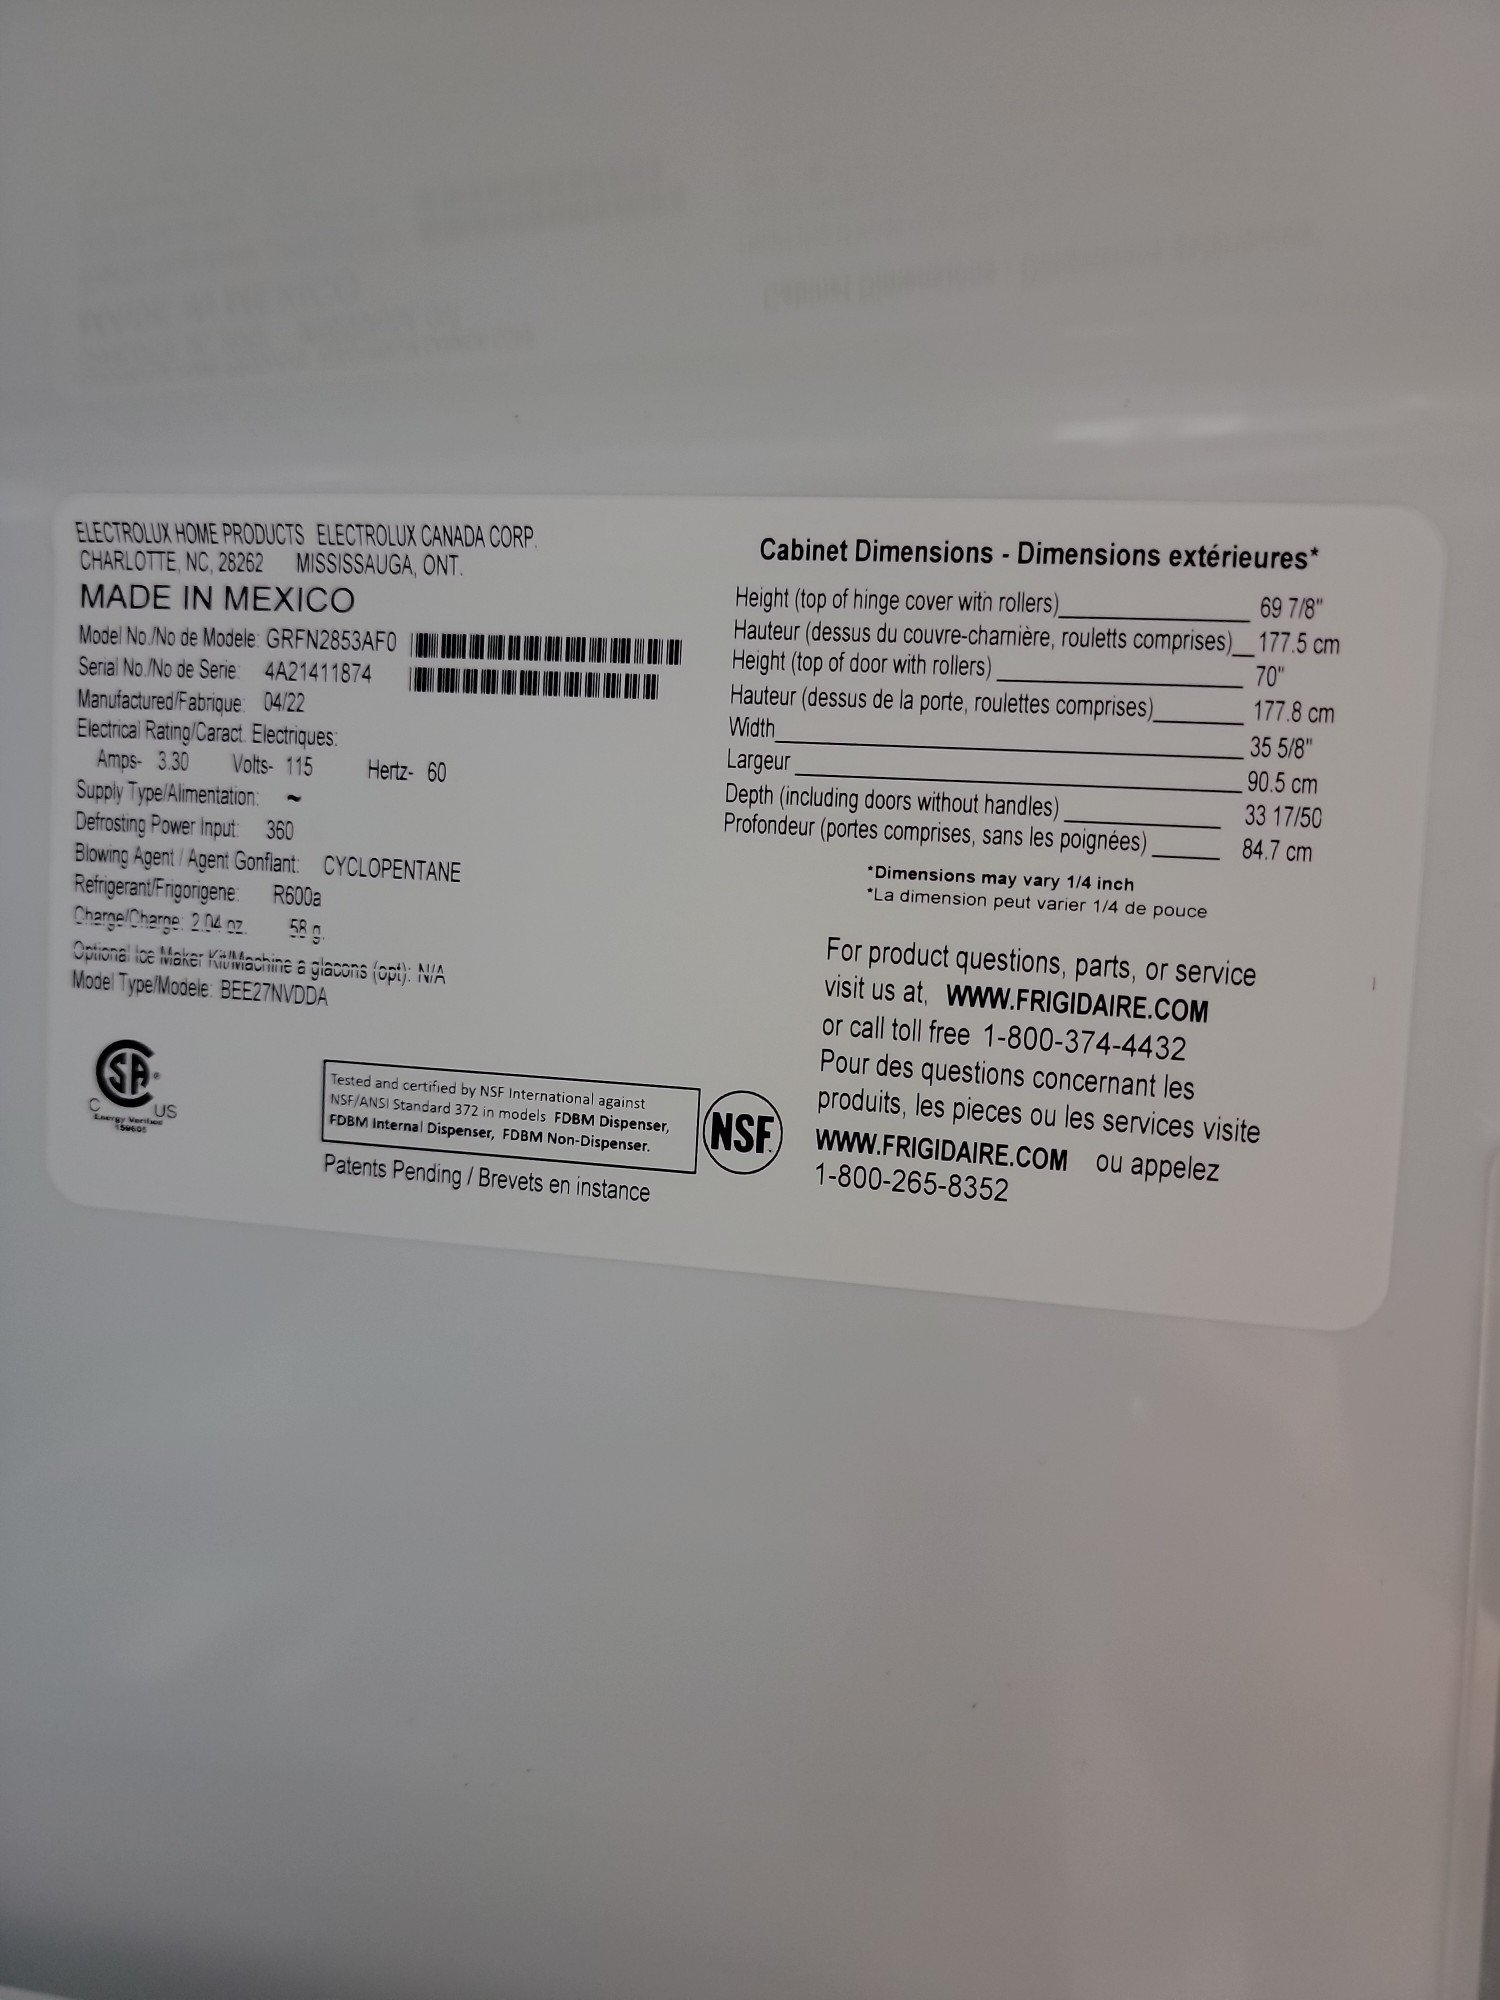 ELECTROLUX HOME PRODUCTS ELECTROLUX CANADA CORP.
CHARLOTTE, NC, 28262 MISSISSAUGA, ONT.
MADE IN MEXICO
Model No./No de Modele: GRFN2853AF0
Serial No./No de Serie: 4A21411874
Manufactured/Fabrique: 04/22
Electrical Rating/Caract. Electriques:
Amps- 3.30 Volts- 115 Hertz- 60
Supply Type/Alimentation: ~
Defrosting Power Input: 360
Blowing Agent / Agent Gonflant: CYCLOPENTANE
Refrigerant/Frigorigene: R600a
Charge/Charge: 2.04 oz. 58 g.
Optional Ice Maker Kit/Machine a glacons (opt): N/A
Model Type/Modele: BEE27NVDDA
SA
C US
Energy Verified
Tested and certified by NSF International against
NSF/ANSI Standard 372 in models FDBM Dispenser,
FDBM Internal Dispenser, FDBM Non-Dispenser.
NSF
Patents Pending / Brevets en instance
Cabinet Dimensions - Dimensions extérieures*
Height (top of hinge cover with rollers) 69 7/8"
Hauteur (dessus du couvre-charnière, rouletts comprises) 177.5 cm
Height (top of door with rollers) 70"
Hauteur (dessus de la porte, roulettes comprises) 177.8 cm
Width 35 5/8"
Largeur 90.5 cm
Depth (including doors without handles) 33 17/50
Profondeur (portes comprises, sans les poignées) 84.7 cm
*Dimensions may vary 1/4 inch
*La dimension peut varier 1/4 de pouce
For product questions, parts, or service
visit us at, WWW.FRIGIDAIRE.COM
or call toll free 1-800-374-4432
Pour des questions concernant les
produits, les pieces ou les services visite
WWW.FRIGIDAIRE.COM ou appelez
1-800-265-8352